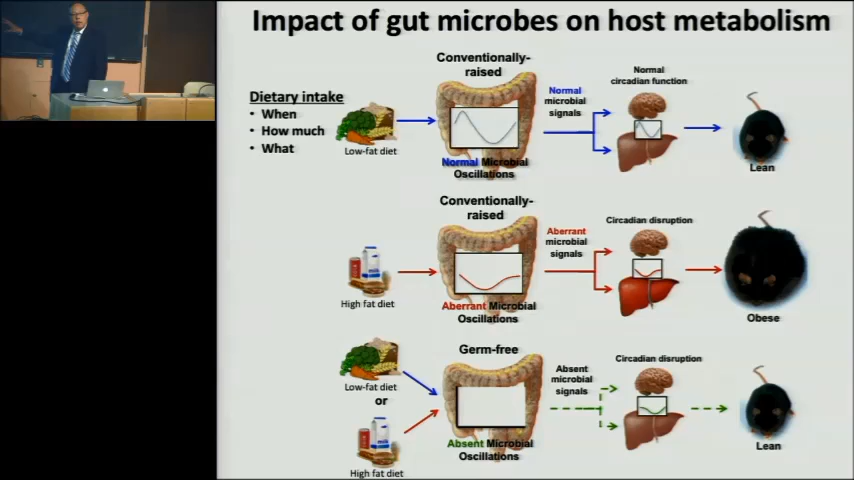 Impact of gut microbes on host metabolism
Dietary intake
• When
• How much
• What
Low-fat diet
Conventionally-
raised
Normal Microbial
Oscillations
Normal
microbial
signals
Normal
circadian function
Lean
High fat diet
Conventionally-
raised
Aberrant Microbial
Oscillations
Aberrant
microbial
signals
Circadian disruption
Obese
Low-fat diet
or
High fat diet
Germ-free
Absent Microbial
Oscillations
Absent
microbial
signals
Circadian disruption
Lean